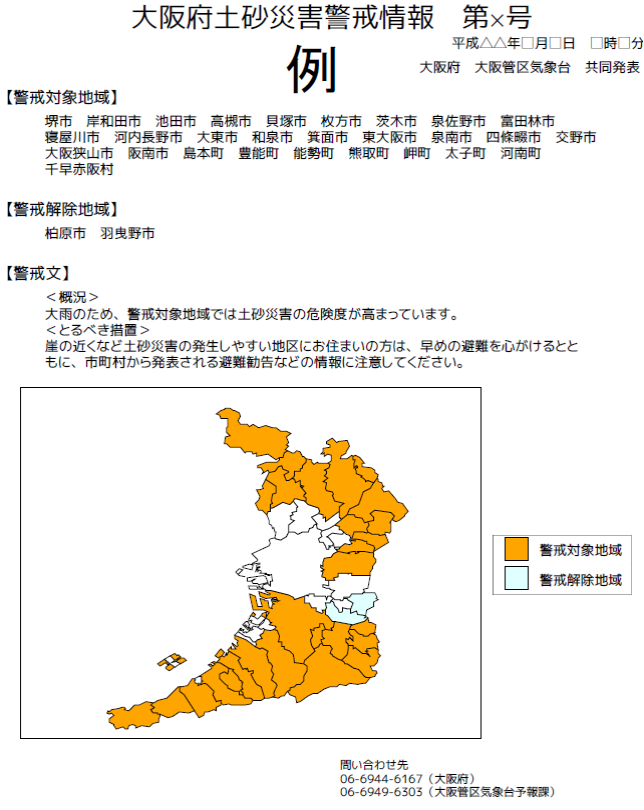 大阪府土砂災害警戒情報　第×号
平成△△年□月□日　□時□分
例
大阪府　大阪管区気象台　共同発表
【警戒対象地域】
堺市　岸和田市　池田市　高槻市　貝塚市　枚方市　茨木市　泉佐野市　富田林市
寝屋川市　河内長野市　大東市　和泉市　箕面市　東大阪市　泉南市　四條畷市　交野市
大阪狭山市　阪南市　島本町　豊能町　能勢町　熊取町　岬町　太子町　河南町
千早赤阪村
【警戒解除地域】
柏原市　羽曳野市
【警戒文】
＜概況＞
大雨のため、警戒対象地域では土砂災害の危険度が高まっています。
＜とるべき措置＞
崖の近くなど土砂災害の発生しやすい地区にお住まいの方は、早めの避難を心がけるとと
もに、市町村から発表される避難勧告などの情報に注意してください。
警戒対象地域
警戒解除地域
問い合わせ先
06-6944-6167（大阪府）
06-6949-6303（大阪管区気象台予報課）